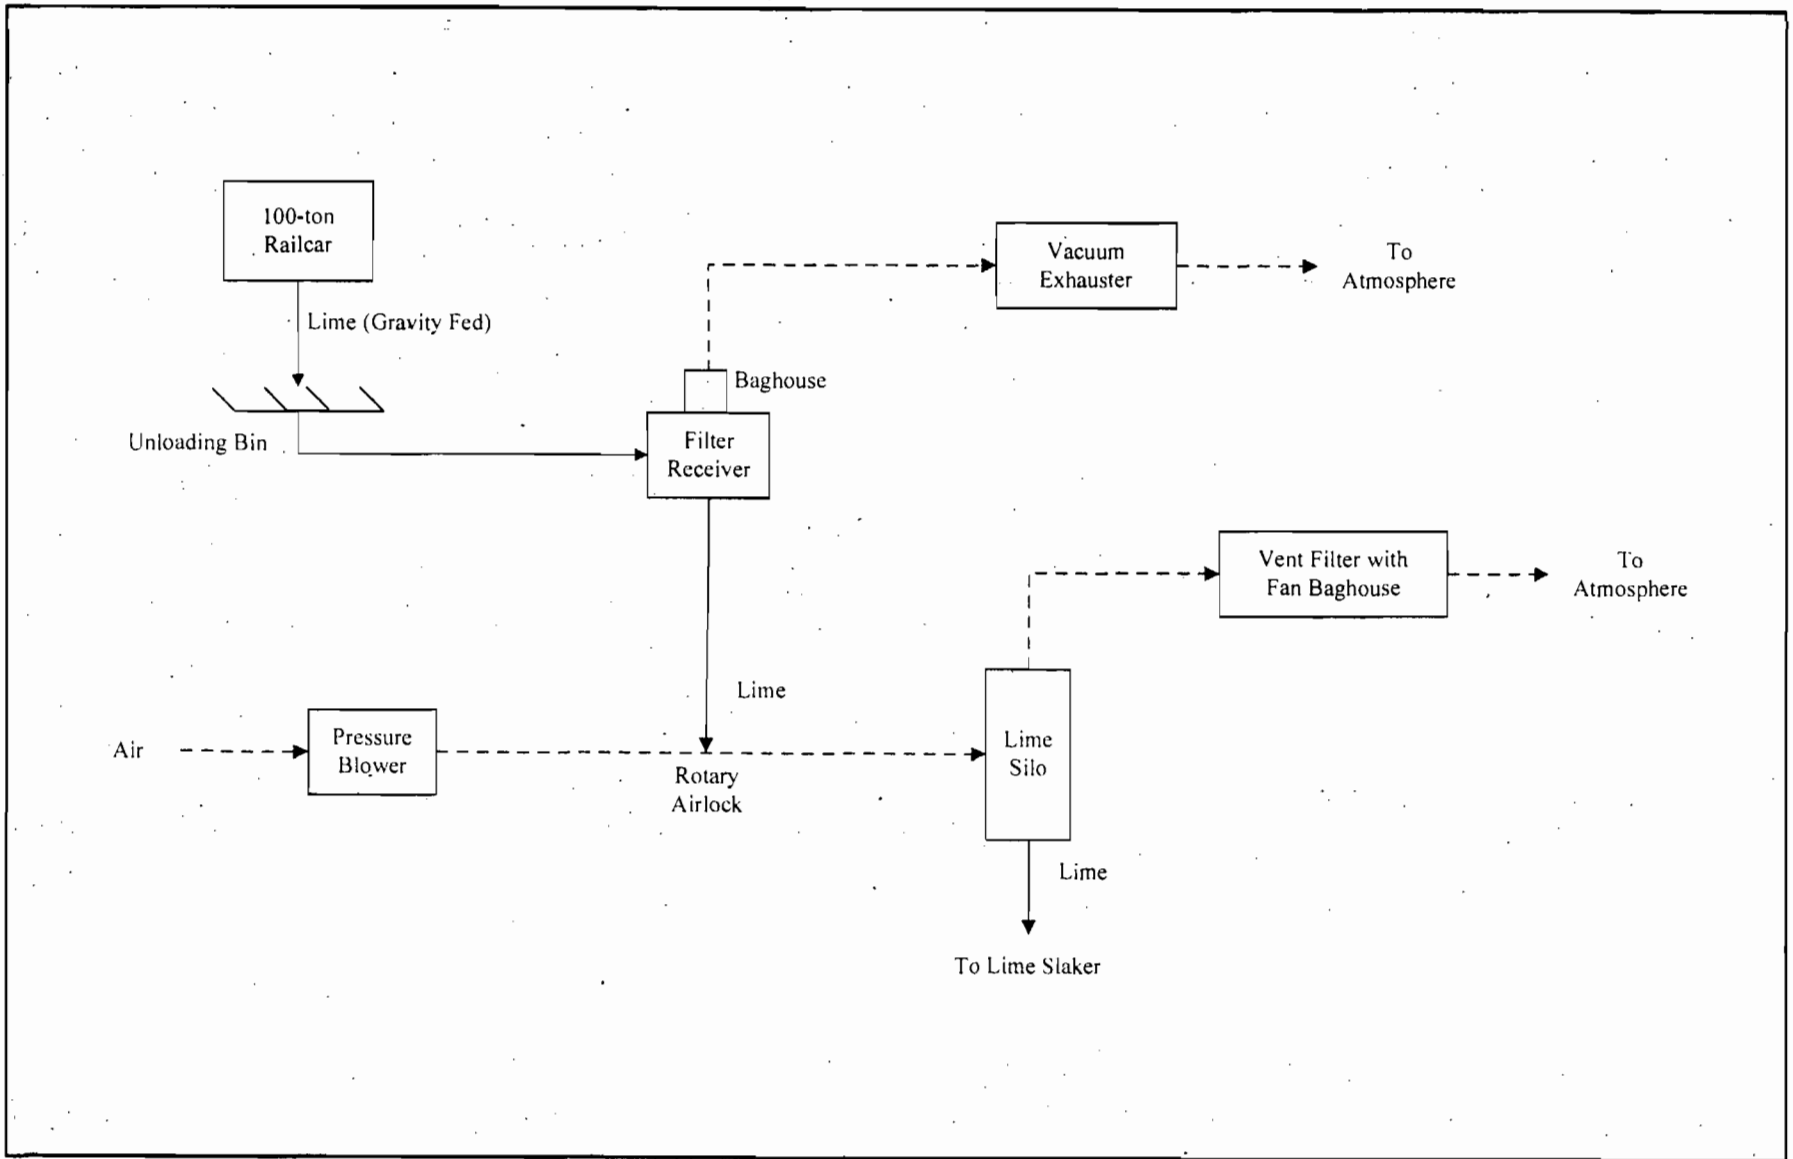 100-ton
Railcar
Lime (Gravity Fed)
Unloading Bin
Baghouse
Filter
Receiver
Vacuum
Exhauster
To
Atmosphere
Vent Filter with
Fan Baghouse
To
Atmosphere
Lime
Air
Pressure
Blower
Rotary
Airlock
Lime
Silo
Lime
To Lime Slaker